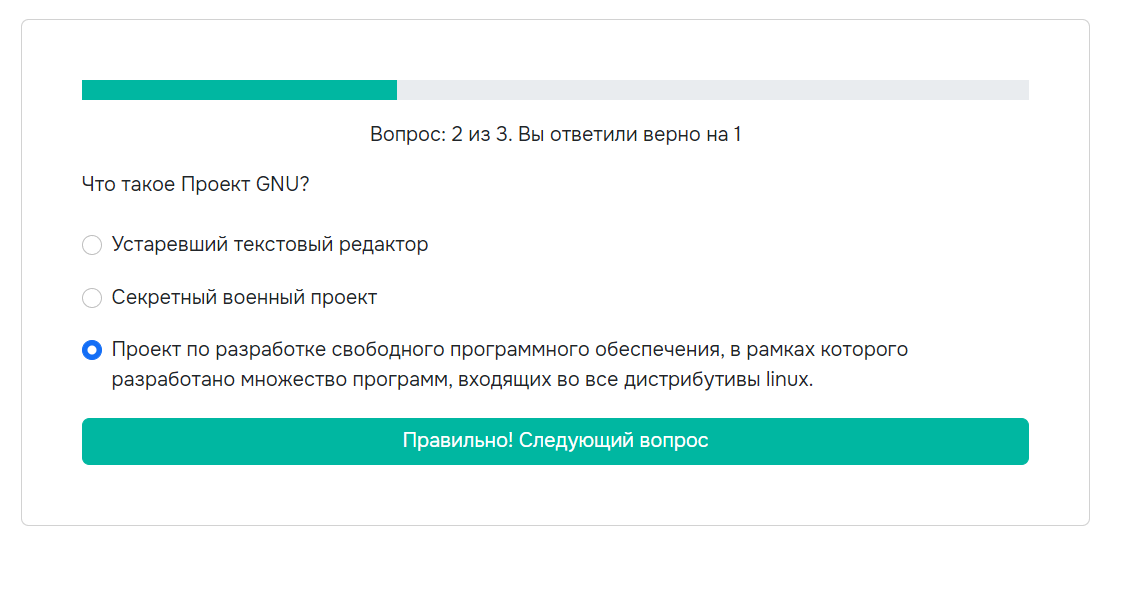 Вопрос: 2 из 3. Вы ответили верно на 1
Что такое Проект GNU?
Устаревший текстовый редактор
Секретный военный проект
Проект по разработке свободного программного обеспечения, в рамках которого
разработано множество программ, входящих во все дистрибутивы linux.
Правильно! Следующий вопрос